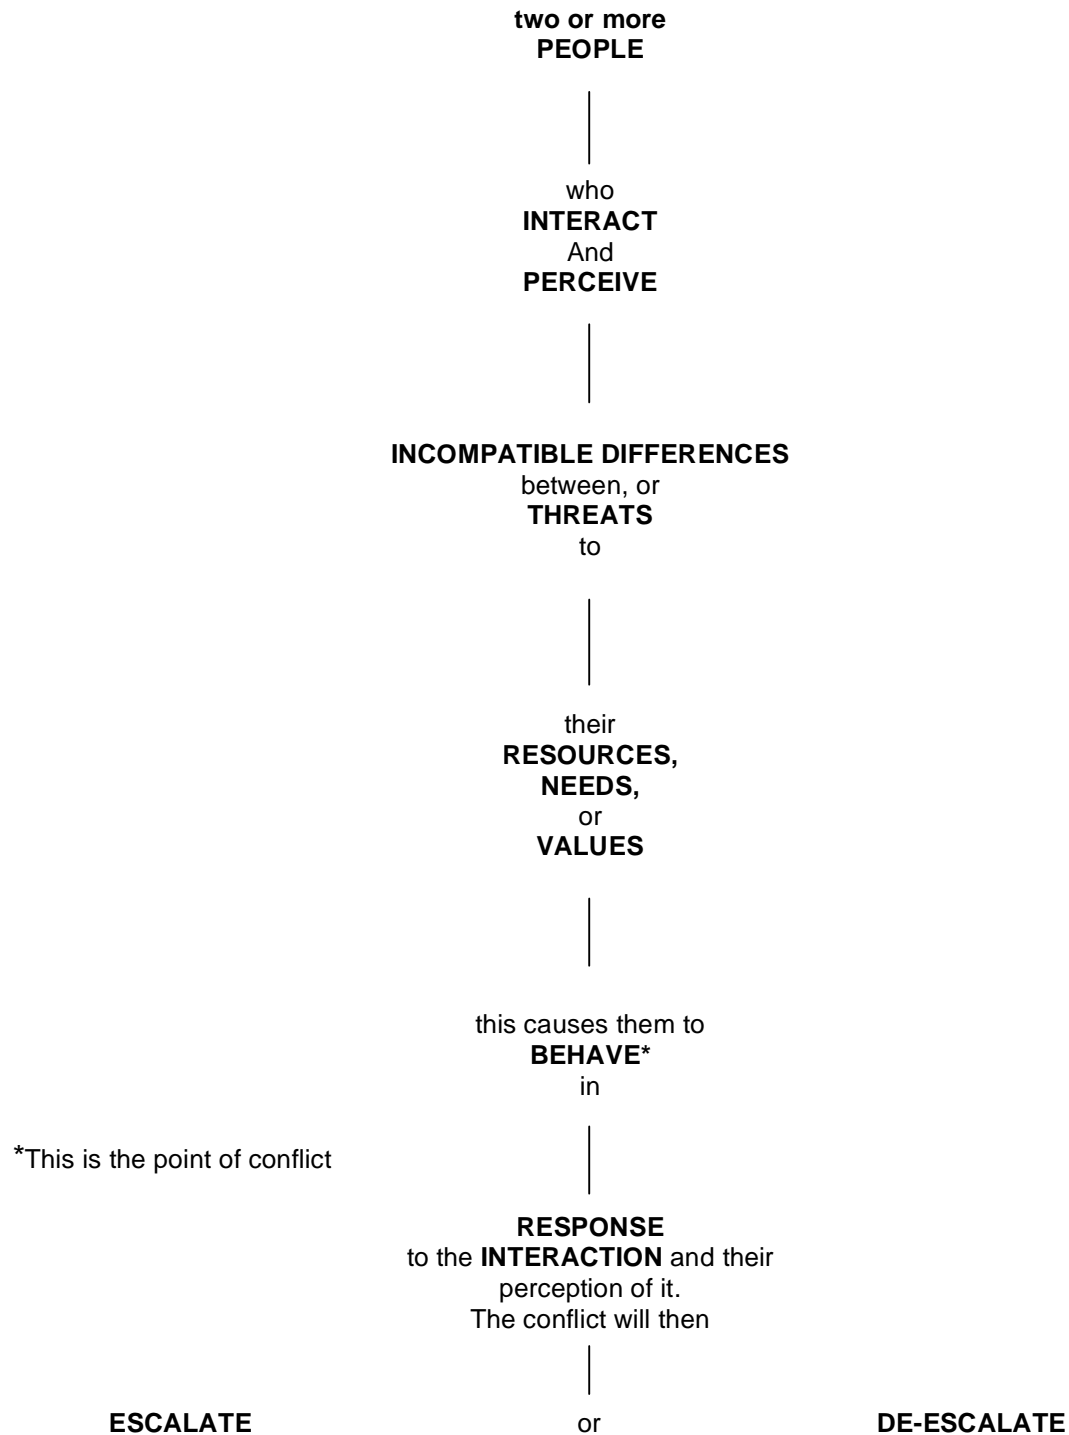 two or more
PEOPLE
who
INTERACT
And
PERCEIVE
INCOMPATIBLE DIFFERENCES
between, or
THREATS
to
their
RESOURCES,
NEEDS,
or
VALUES
this causes them to
BEHAVE*
in
*This is the point of conflict
RESPONSE
to the INTERACTION and their
perception of it.
The conflict will then
ESCALATE or DE-ESCALATE